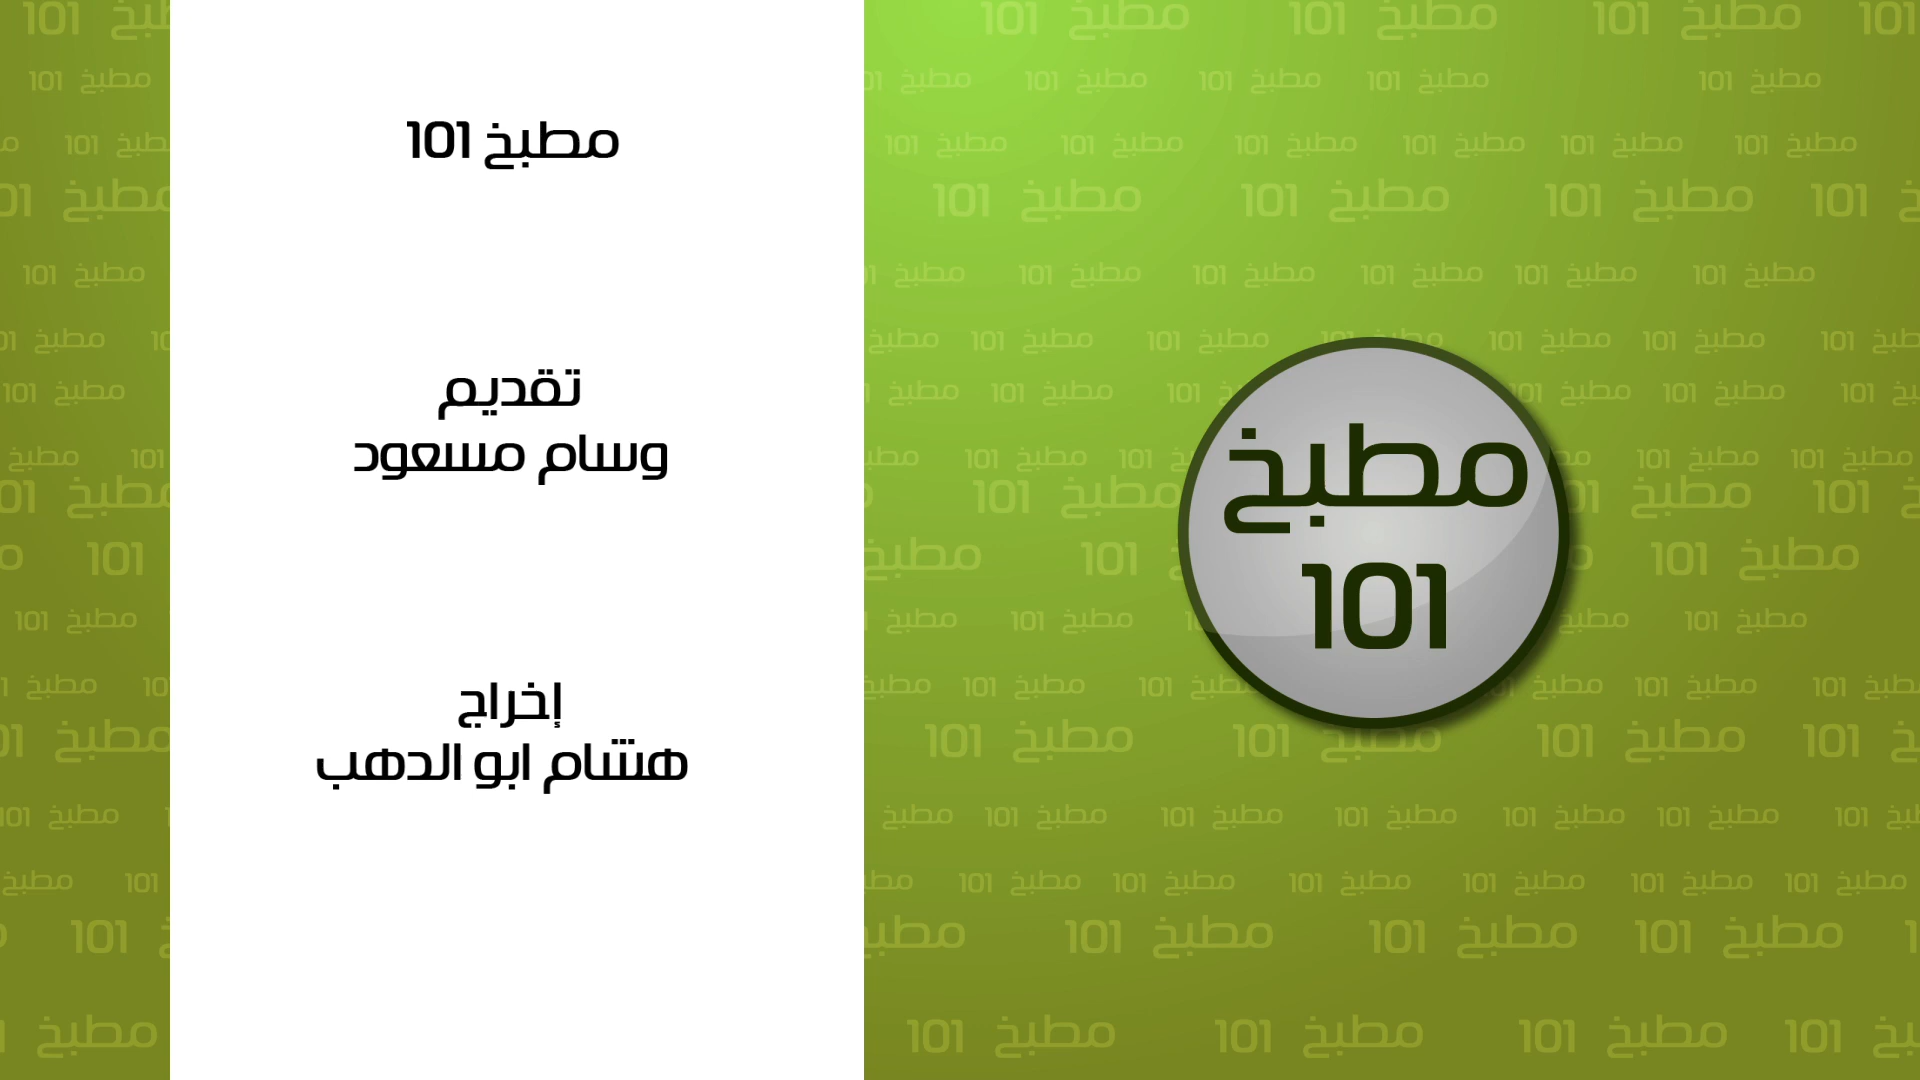 مطبخ 101
تقديم
وسام مسعود
إخراج
هشام ابو الدهب
مطبخ
101